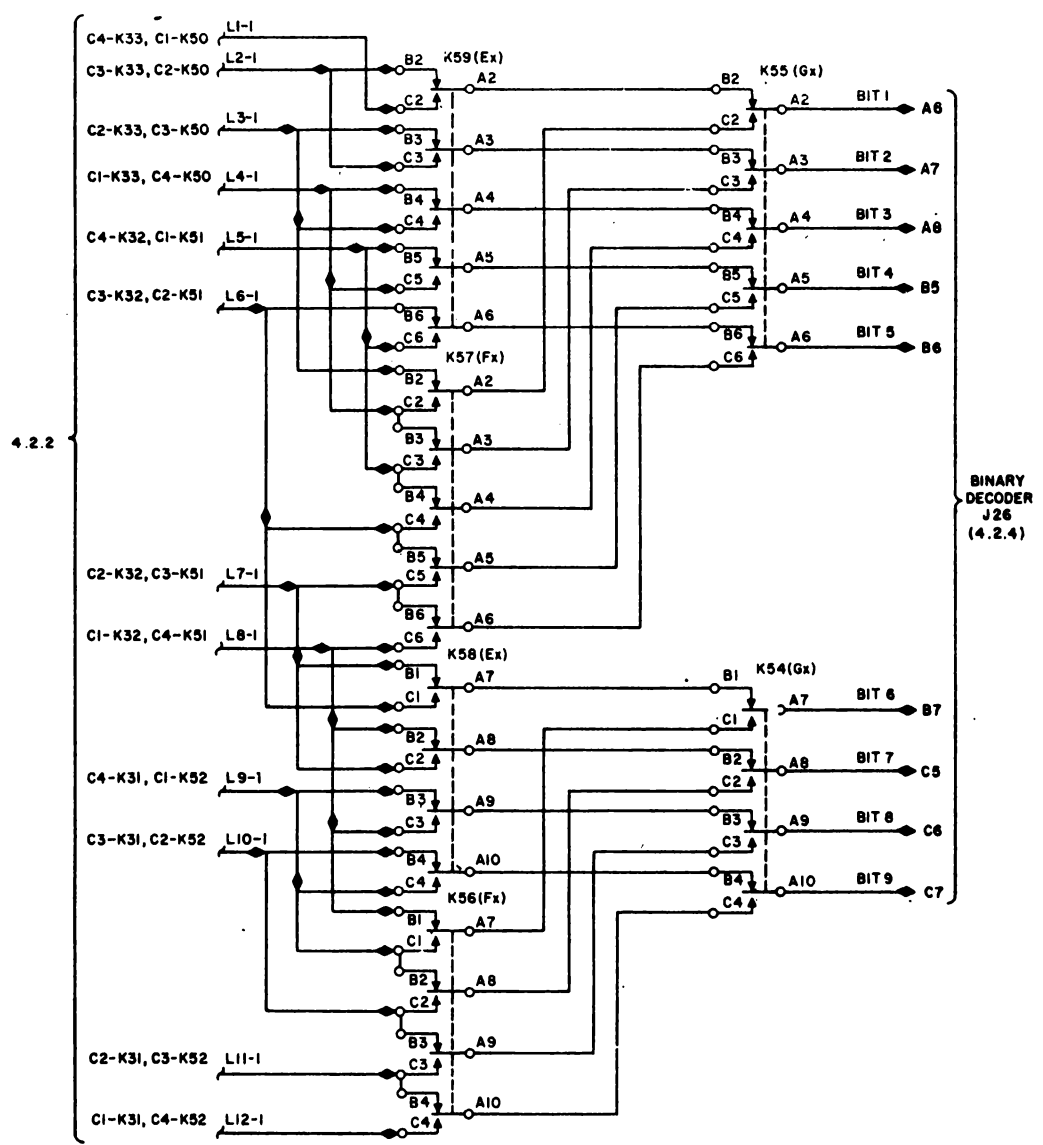 C4-K33, C1-K50 L1-1
C3-K33, C2-K50 L2-1
C2-K33, C3-K50 L3-1
C1-K33, C4-K50 L4-1
C4-K32, C1-K51 L5-1
C3-K32, C2-K51 L6-1
4.2.2
C2-K32, C3-K51 L7-1
C1-K32, C4-K51 L8-1
C4-K31, C1-K52 L9-1
C3-K31, C2-K52 L10-1
C2-K31, C3-K52 L11-1
C1-K31, C4-K52 L12-1
K59(Ex)
B2 A2
C2
B3 A3
C3
B4 A4
C4
B5 A5
C5
B6 A6
C6
K57(Fx)
B2 A2
C2
B3 A3
C3
B4 A4
C4
B5 A5
C5
B6 A6
C6
K58(Ex)
B1 A7
C1
B2 A8
C2
B3 A9
C3
B4 A10
C4
K56(Fx)
B1 A7
C1
B2 A8
C2
B3 A9
C3
B4 A10
C4
K55(Gx)
B2 A2 BIT 1 A6
C2
B3 A3 BIT 2 A7
C3
B4 A4 BIT 3 A8
C4
B5 A5 BIT 4 B5
C5
B6 A6 BIT 5 B6
C6
K54(Gx)
B1 A7 BIT 6 B7
C1
B2 A8 BIT 7 C5
C2
B3 A9 BIT 8 C6
C3
B4 A10 BIT 9 C7
C4
BINARY
DECODER
J26
(4.2.4)